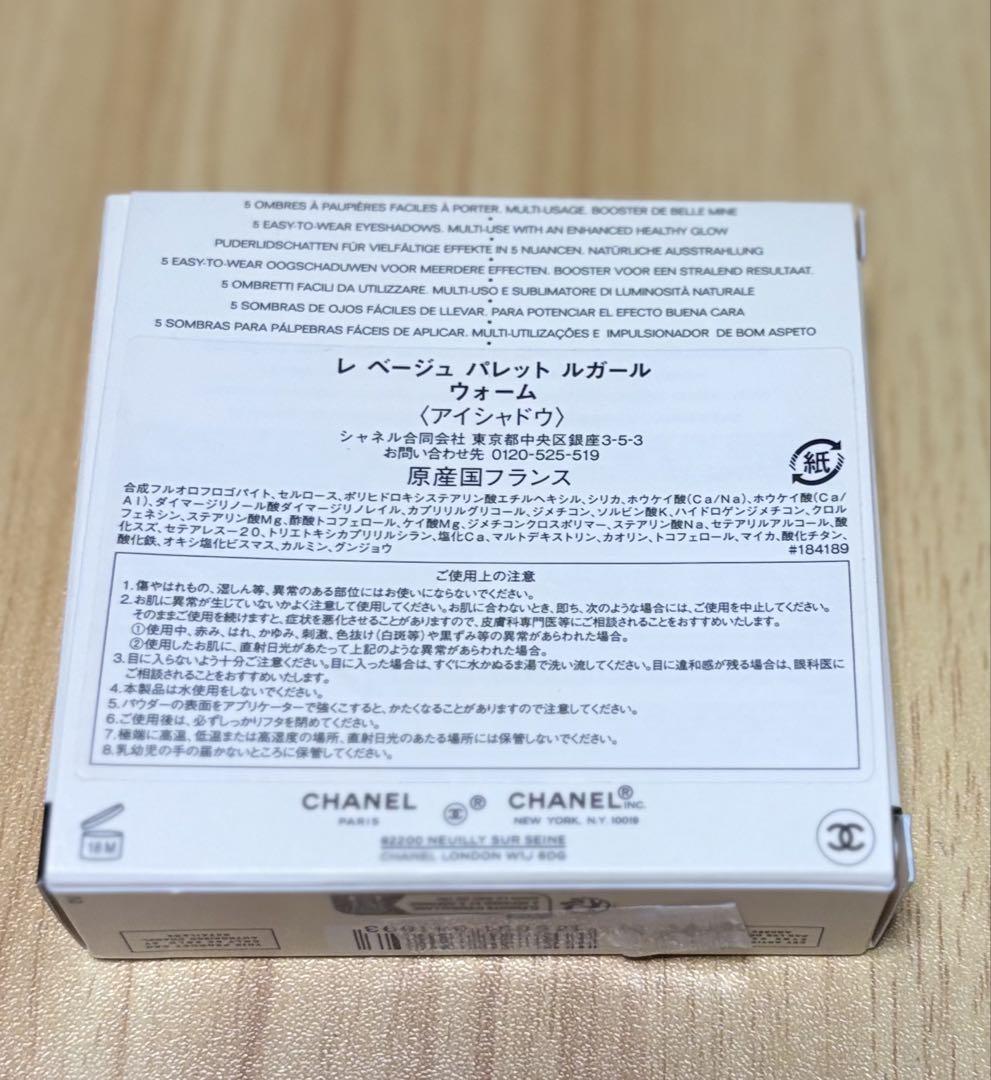 5 OMBRES À PAUPIÈRES FACILES À PORTER. MULTI-USAGE. BOOSTER DE BELLE MINE
5 EASY-TO-WEAR EYESHADOWS. MULTI-USE WITH AN ENHANCED HEALTHY GLOW
PUDERLIDSCHATTEN FÜR VIELFÄLTIGE EFFEKTE IN 5 NUANCEN. NATÜRLICHE AUSSTRAHLUNG
5 EASY-TO-WEAR OOGSCHADUWEN VOOR MEERDERE EFFECTEN. BOOSTER VOOR EEN STRALEND RESULTAAT.
5 OMBRETTI FACILI DA UTILIZZARE. MULTI-USO E SUBLIMATORE DI LUMINOSITÀ NATURALE
5 SOMBRAS DE OJOS FÁCILES DE LLEVAR. PARA POTENCIAR EL EFECTO BUENA CARA
5 SOMBRAS PARA PÁLPEBRAS FÁCEIS DE APLICAR. MULTI-UTILIZAÇÕES E IMPULSIONADOR DE BOM ASPETO
レ ベージュ パレット ルガール
ウォーム
〈アイシャドウ〉
シャネル合同会社 東京都中央区銀座3-5-3
お問い合わせ先 0120-525-519
原産国フランス
紙
合成フルオロフロゴパイト、セルロース、ポリヒドロキシステアリン酸エチルヘキシル、シリカ、ホウケイ酸(Ca/Na)、ホウケイ酸(Ca/
Al)、ダイマージリノール酸ダイマージリノレイル、カプリリルグリコール、ジメチコン、ソルビン酸K、ハイドロゲンジメチコン、クロル
フェネシン、ステアリン酸Mg、酢酸トコフェロール、ケイ酸Mg、ジメチコンクロスポリマー、ステアリン酸Na、セテアリルアルコール、酸
化スズ、セテアレス－20、トリエトキシカプリリルシラン、塩化Ca、マルトデキストリン、カオリン、トコフェロール、マイカ、酸化チタン、
酸化鉄、オキシ塩化ビスマス、カルミン、グンジョウ #184189
ご使用上の注意
1. 傷やはれもの、湿しん等、異常のある部位にはお使いにならないでください。
2. お肌に異常が生じていないかよく注意して使用してください。お肌に合わないとき、即ち、次のような場合には、ご使用を中止してください。
そのままご使用を続けますと、症状を悪化させることがありますので、皮膚科専門医等にご相談されることをおすすめいたします。
①使用中、赤み、はれ、かゆみ、刺激、色抜け(白斑等)や黒ずみ等の異常があらわれた場合。
②使用したお肌に、直射日光があたって上記のような異常があらわれた場合。
3. 目に入らないよう十分ご注意ください。目に入った場合は、すぐに水かぬるま湯で洗い流してください。目に違和感が残る場合は、眼科医に
ご相談されることをおすすめいたします。
4. 本製品は水使用をしないでください。
5. パウダーの表面をアプリケーターで強くこすると、かたくなることがありますので注意してください。
6. ご使用後は、必ずしっかりフタを閉めてください。
7. 極端に高温、低温または高湿度の場所、直射日光のあたる場所には保管しないでください。
8. 乳幼児の手の届かないところに保管してください。
CHANEL ® CHANEL® INC.
PARIS NEW YORK, N.Y. 10019
92200 NEUILLY SUR SEINE
CHANEL LONDON W1J 6DG
18 M